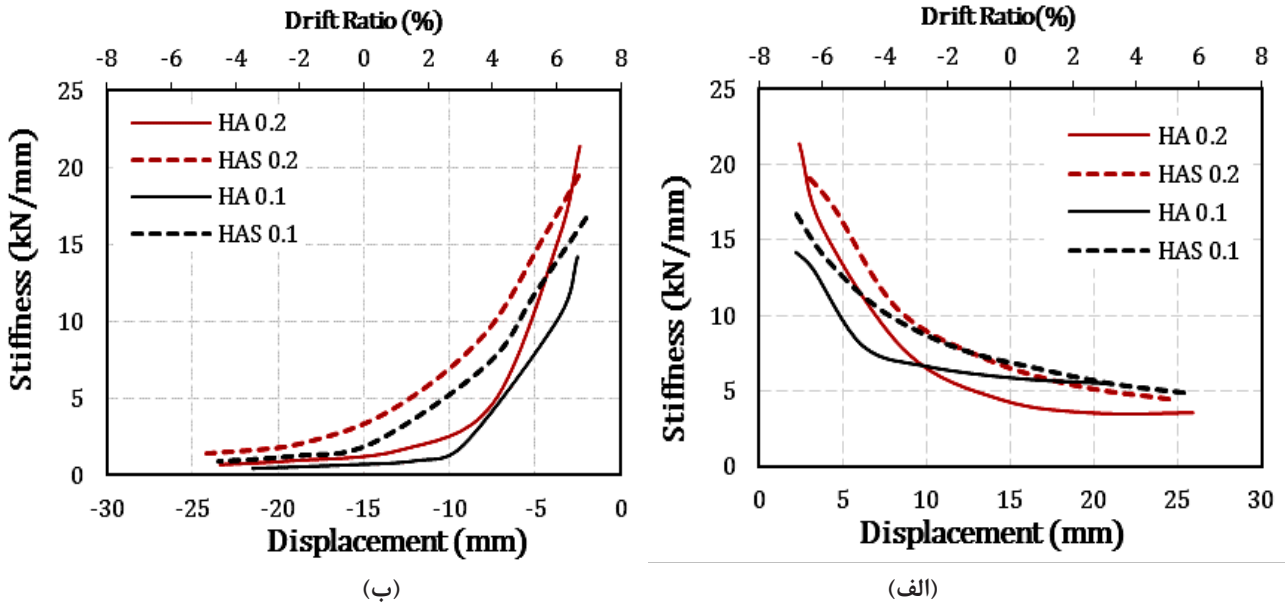 Drift Ratio (%)
-8 -6 -4 -2 0 2 4 6 8
25
20
15
10
5
0
Stiffness (kN/mm)
HA 0.2
HAS 0.2
HA 0.1
HAS 0.1
-30 -25 -20 -15 -10 -5 0
Displacement (mm)
(ب)
Drift Ratio(%)
-8 -6 -4 -2 0 2 4 6 8
25
20
15
10
5
0
Stiffness (kN/mm)
HA 0.2
HAS 0.2
HA 0.1
HAS 0.1
0 5 10 15 20 25 30
Displacement (mm)
(الف)